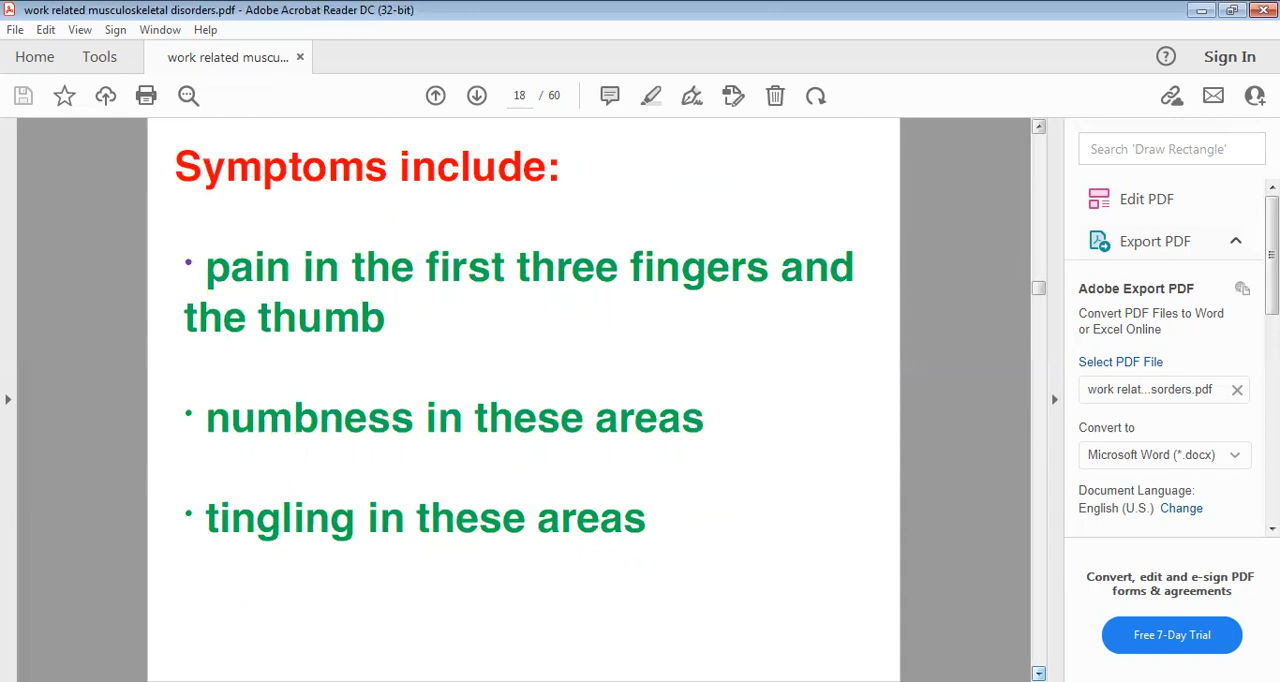 work related musculoskeletal disorders.pdf - Adobe Acrobat Reader DC (32-bit)
File Edit View Sign Window Help
Home Tools work related muscu... ×
Sign In
18 / 60
Symptoms include:
• pain in the first three fingers and
the thumb
• numbness in these areas
• tingling in these areas
Search 'Draw Rectangle'
Edit PDF
Export PDF
Adobe Export PDF
Convert PDF Files to Word
or Excel Online
Select PDF File
work relat...sorders.pdf
Convert to
Microsoft Word (*.docx)
Document Language:
English (U.S.) Change
Convert, edit and e-sign PDF
forms & agreements
Free 7-Day Trial